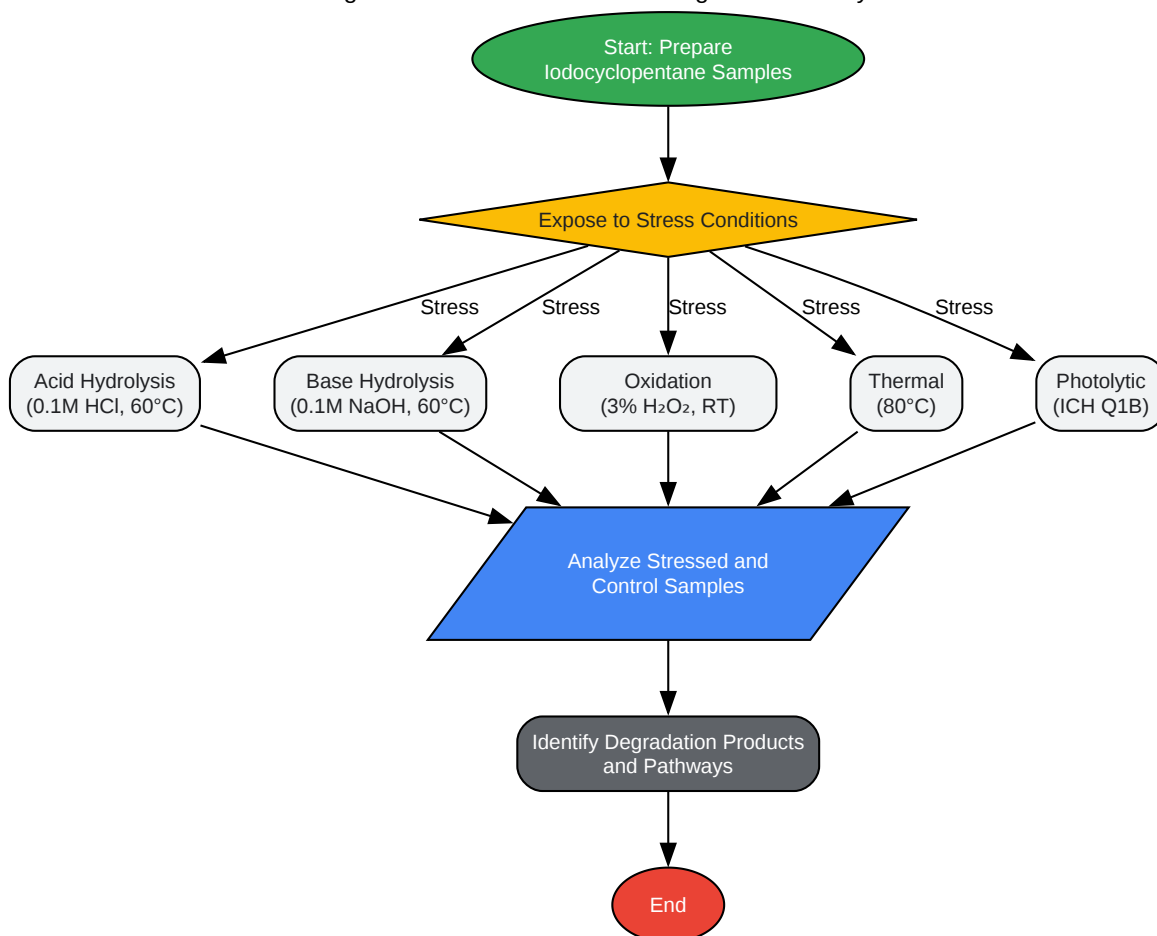 Start: Prepare
Iodocyclopentane Samples
Expose to Stress Conditions
Stress Stress Stress Stress Stress
Acid Hydrolysis
(0.1M HCl, 60°C)
Base Hydrolysis
(0.1M NaOH, 60°C)
Oxidation
(3% H₂O₂, RT)
Thermal
(80°C)
Photolytic
(ICH Q1B)
Analyze Stressed and
Control Samples
Identify Degradation Products
and Pathways
End